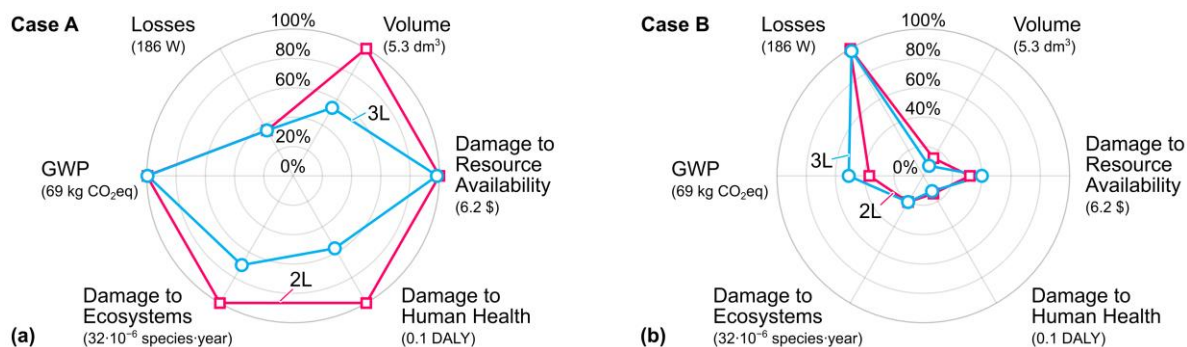 Case A
Losses
(186 W)
100%
80%
60%
20%
0%
Volume
(5.3 dm³)
3L
GWP
(69 kg CO₂eq)
Damage to
Resource
Availability
(6.2 $)
2L
Damage to
Ecosystems
(32·10⁻⁶ species·year)
Damage to
Human Health
(0.1 DALY)
(a)
Case B
Losses
(186 W)
100%
80%
60%
40%
0%
Volume
(5.3 dm³)
3L
GWP
(69 kg CO₂eq)
2L
Damage to
Resource
Availability
(6.2 $)
Damage to
Ecosystems
(32·10⁻⁶ species·year)
Damage to
Human Health
(0.1 DALY)
(b)